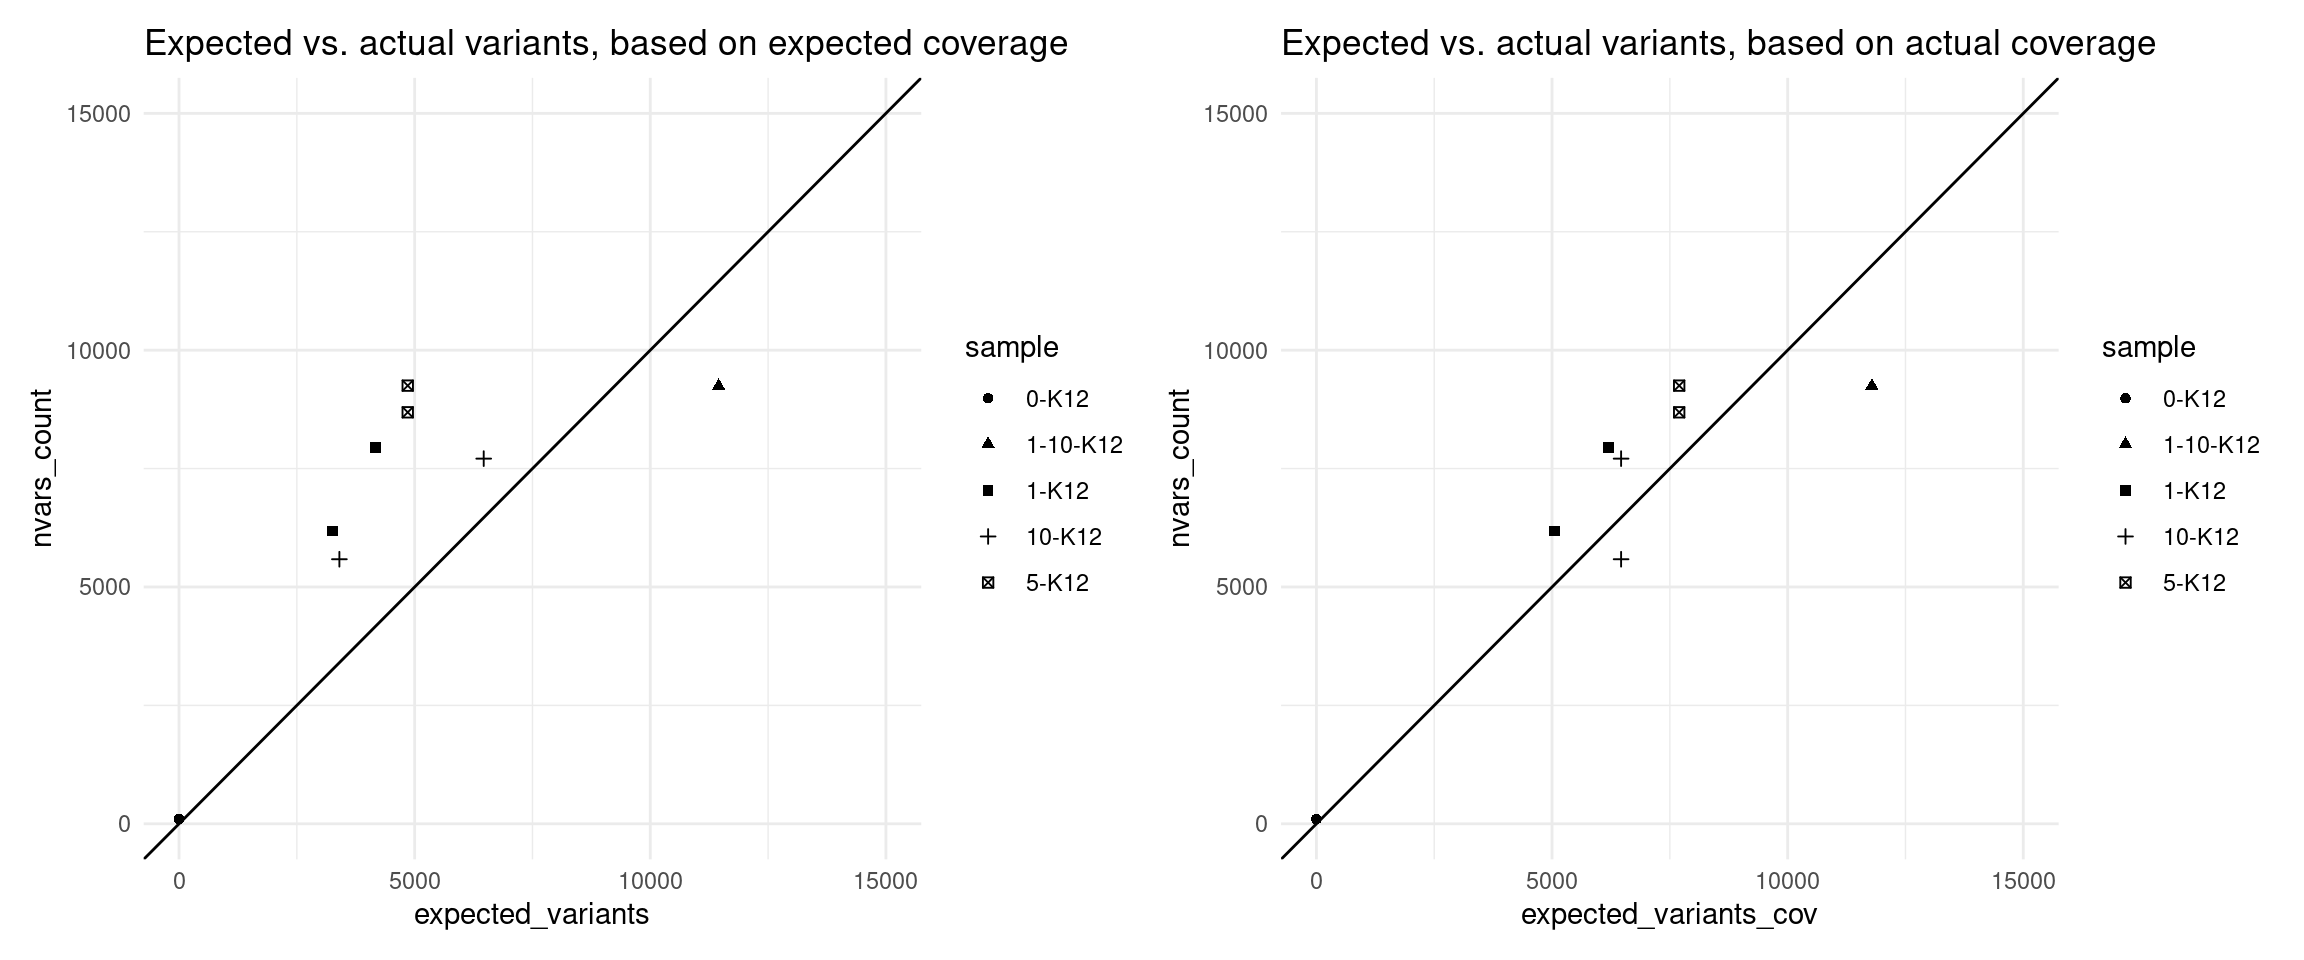 Expected vs. actual variants, based on expected coverage
nvars_count
15000
10000
5000
0
0 5000 10000 15000
expected_variants
sample
0-K12
1-10-K12
1-K12
10-K12
5-K12
Expected vs. actual variants, based on actual coverage
nvars_count
15000
10000
5000
0
0 5000 10000 15000
expected_variants_cov
sample
0-K12
1-10-K12
1-K12
10-K12
5-K12